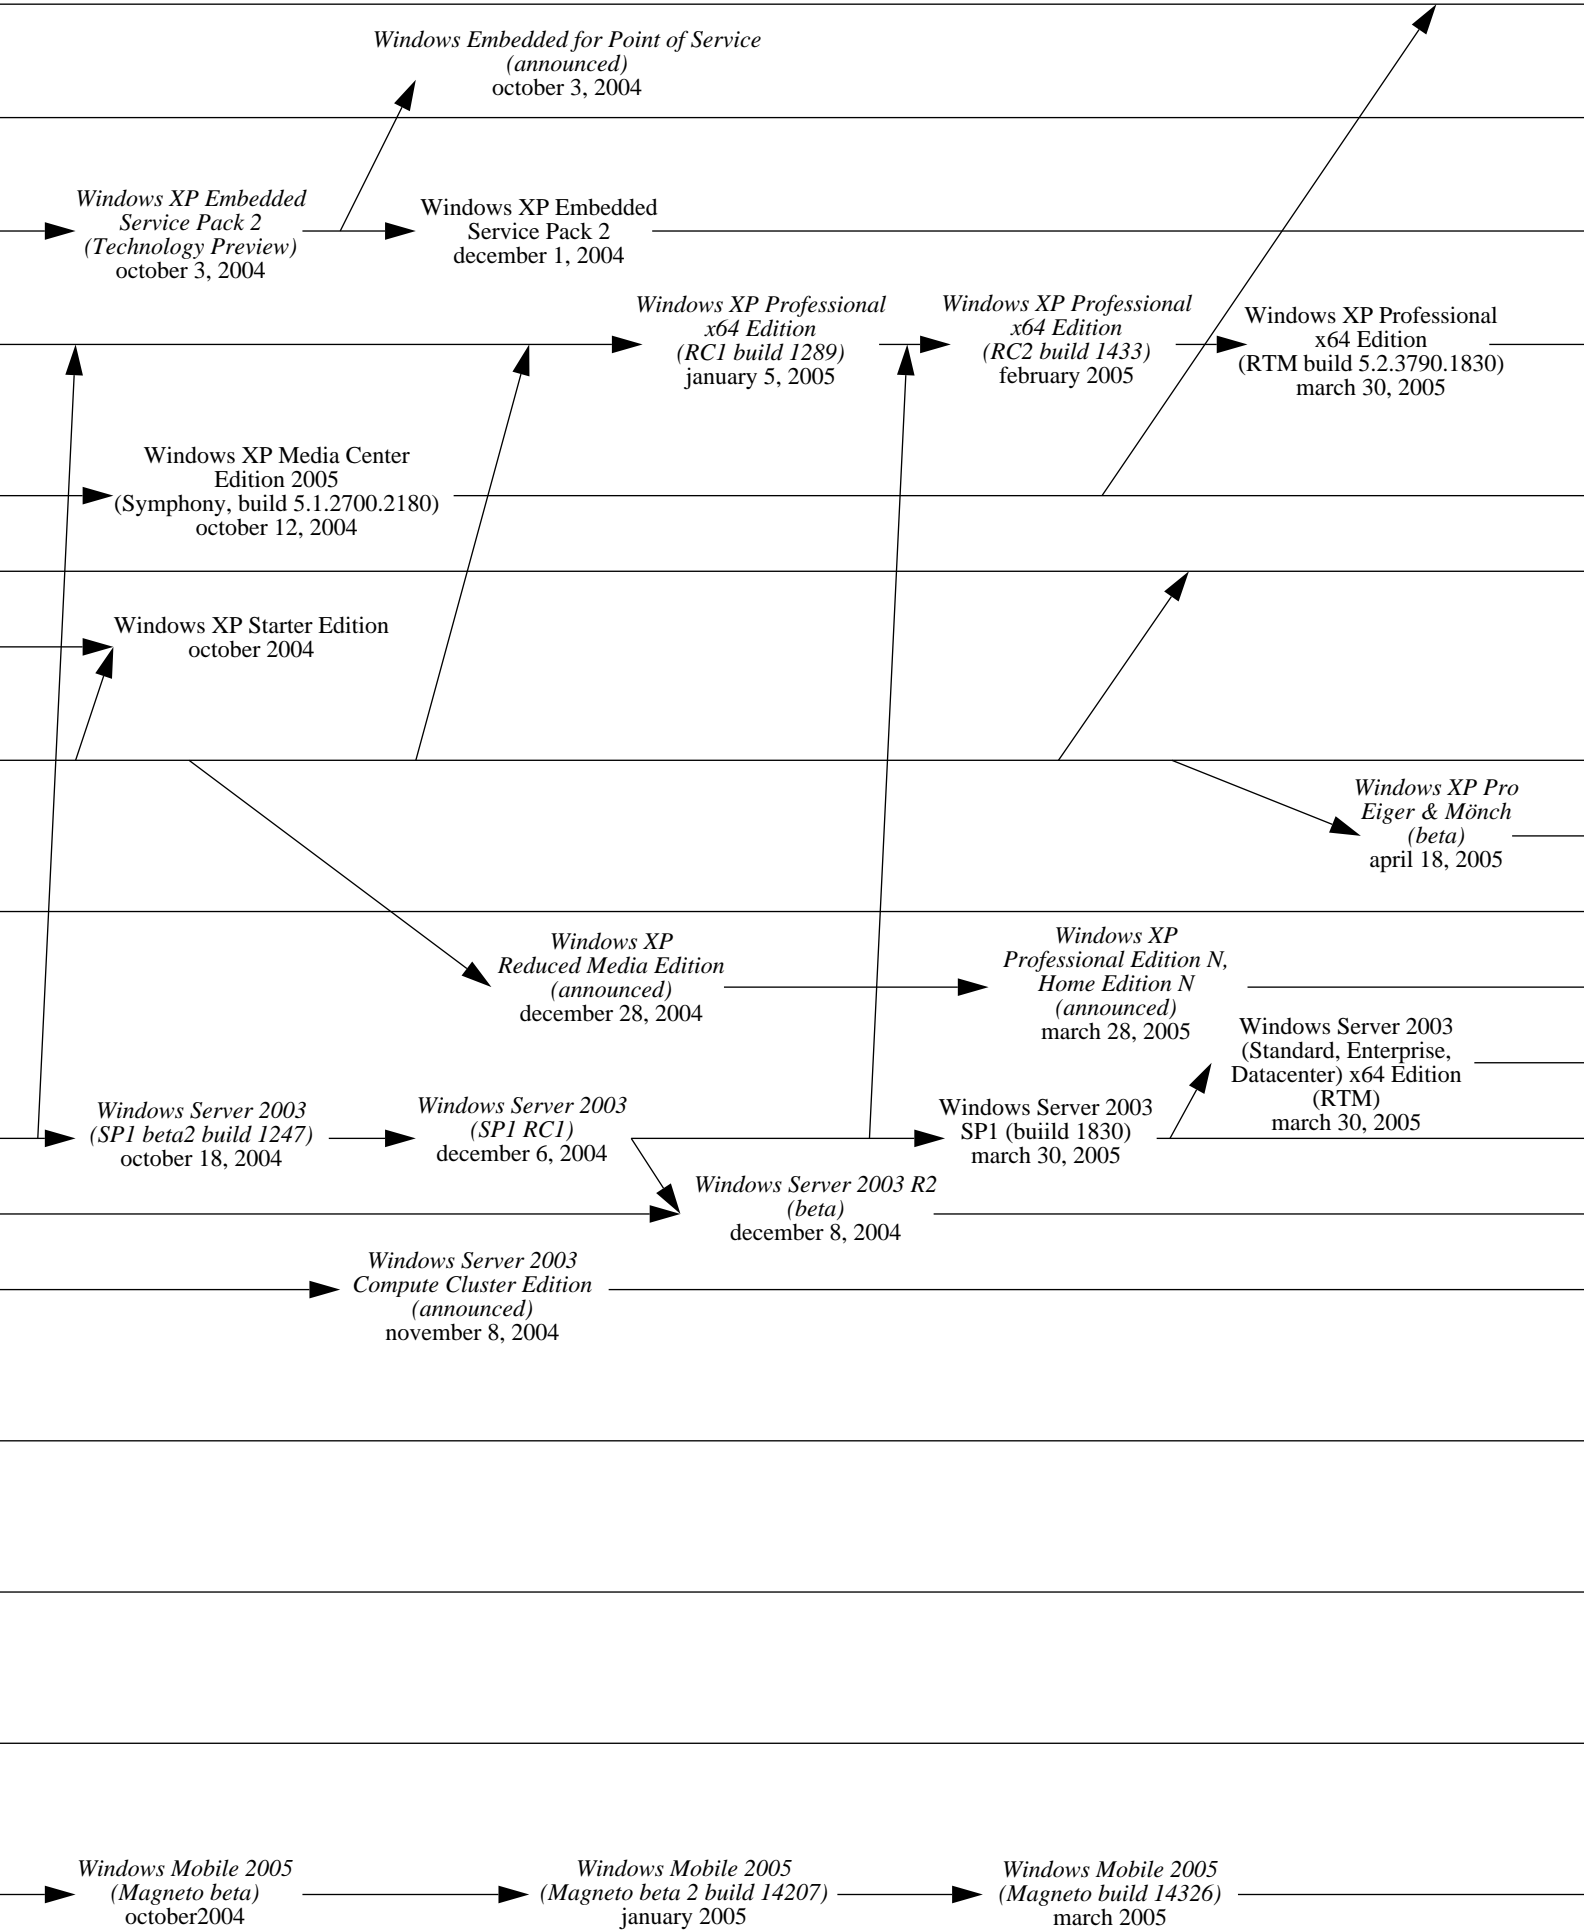 Windows Embedded for Point of Service
(announced)
october 3, 2004
Windows XP Embedded
Service Pack 2
(Technology Preview)
october 3, 2004
Windows XP Embedded
Service Pack 2
december 1, 2004
Windows XP Professional
x64 Edition
(RC1 build 1289)
january 5, 2005
Windows XP Professional
x64 Edition
(RC2 build 1433)
february 2005
Windows XP Professional
x64 Edition
(RTM build 5.2.3790.1830)
march 30, 2005
Windows XP Media Center
Edition 2005
(Symphony, build 5.1.2700.2180)
october 12, 2004
Windows XP Starter Edition
october 2004
Windows XP Pro
Eiger & Mönch
(beta)
april 18, 2005
Windows XP
Reduced Media Edition
(announced)
december 28, 2004
Windows XP
Professional Edition N,
Home Edition N
(announced)
march 28, 2005
Windows Server 2003
(Standard, Enterprise,
Datacenter) x64 Edition
(RTM)
march 30, 2005
Windows Server 2003
(SP1 beta2 build 1247)
october 18, 2004
Windows Server 2003
(SP1 RC1)
december 6, 2004
Windows Server 2003
SP1 (buiild 1830)
march 30, 2005
Windows Server 2003 R2
(beta)
december 8, 2004
Windows Server 2003
Compute Cluster Edition
(announced)
november 8, 2004
Windows Mobile 2005
(Magneto beta)
october2004
Windows Mobile 2005
(Magneto beta 2 build 14207)
january 2005
Windows Mobile 2005
(Magneto build 14326)
march 2005